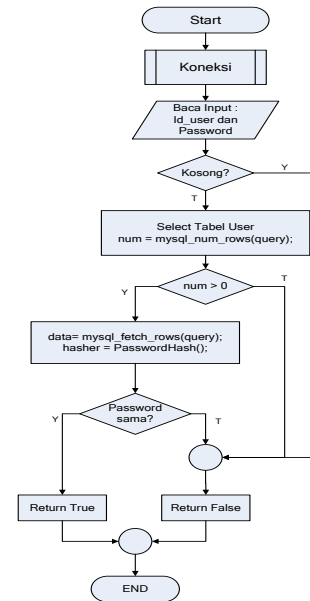 Start
Koneksi
Baca Input :
Id_user dan
Password
Kosong?
Y
T
Select Tabel User
num = mysql_num_rows(query);
num > 0
Y
T
data= mysql_fetch_rows(query);
hasher = PasswordHash();
Password
sama?
Y
T
Return True
Return False
END